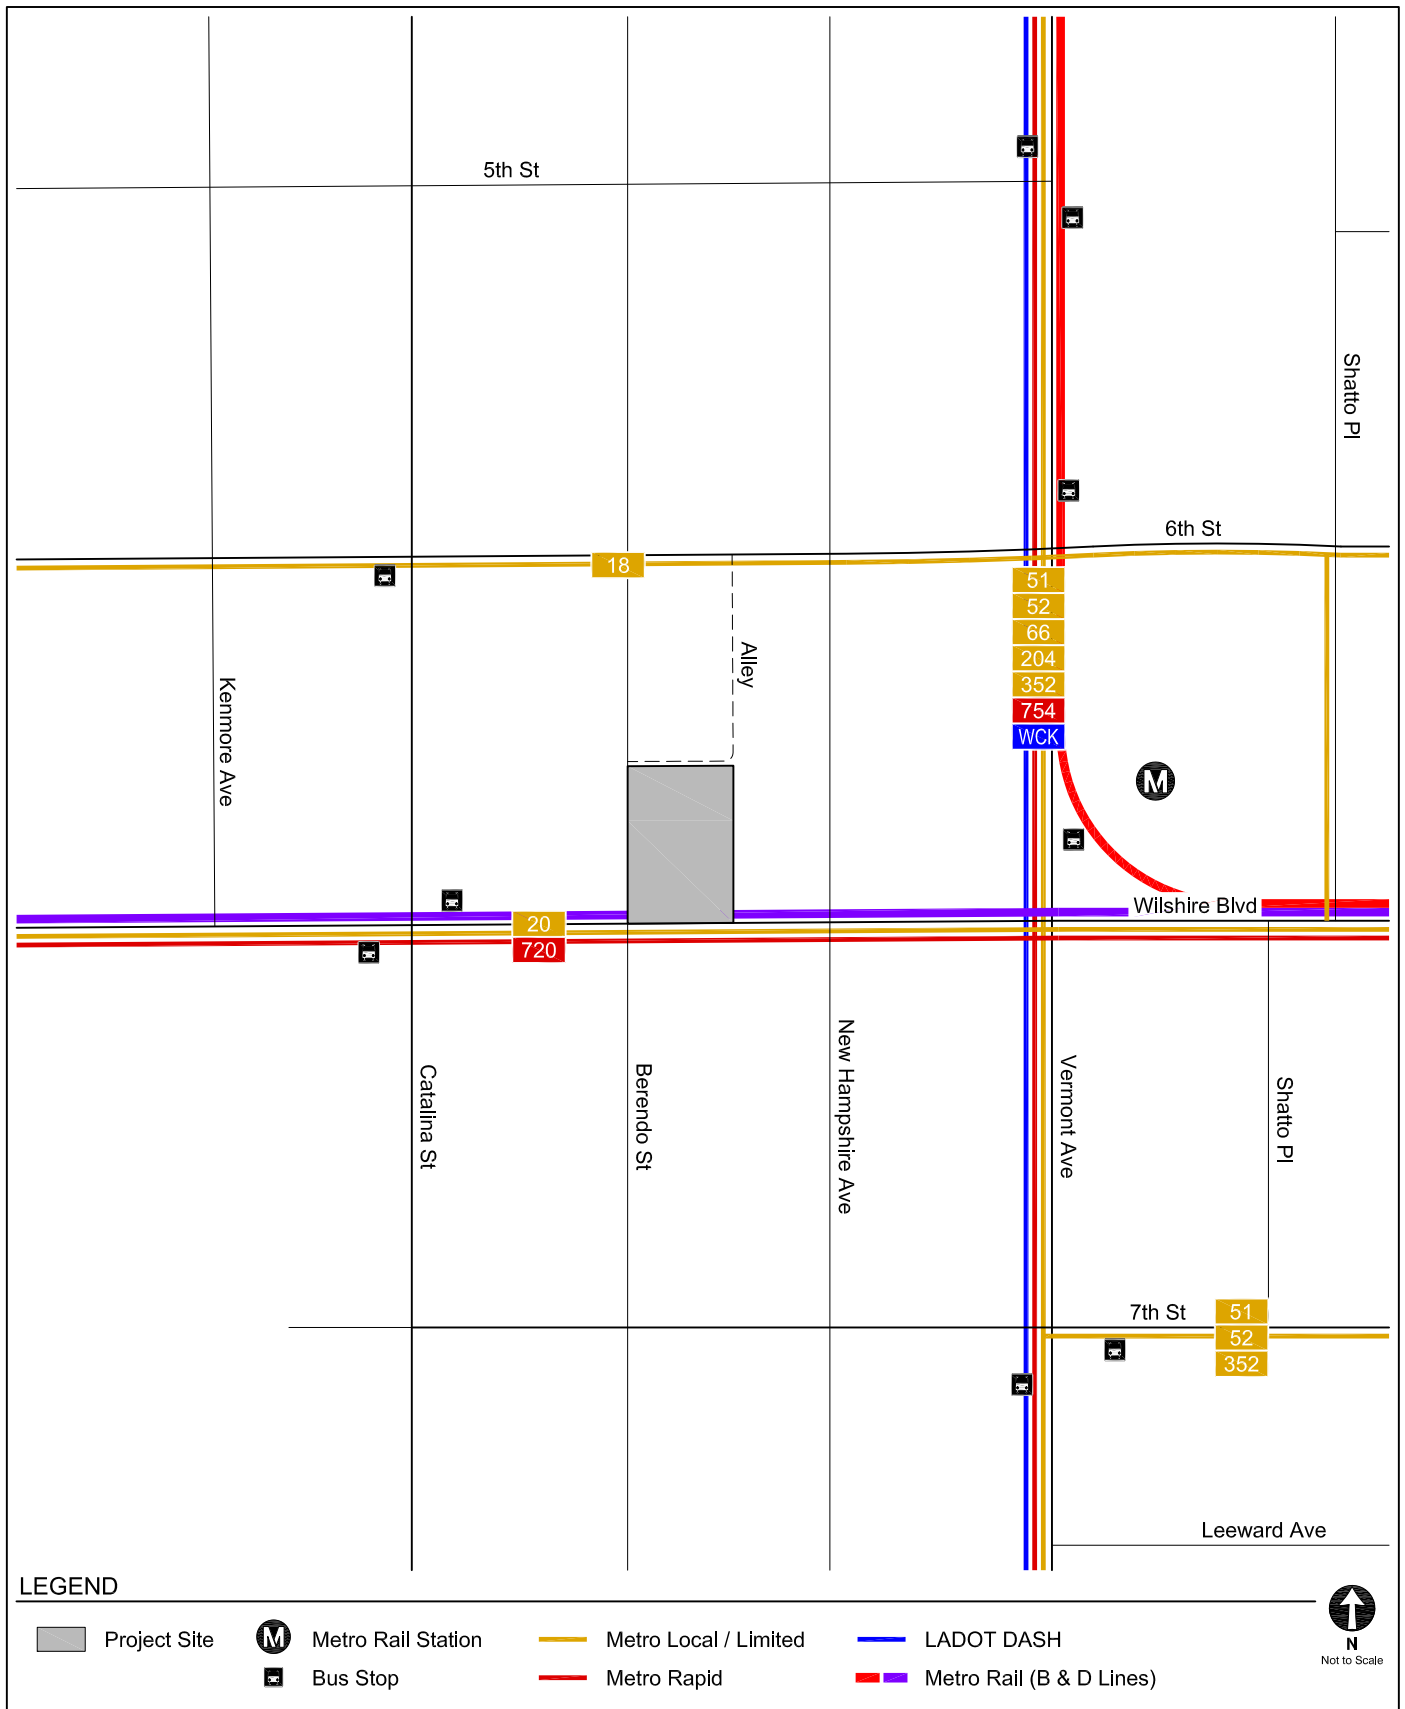 5th St
Shatto Pl
6th St
18
51
52
66
204
352
754
WCK
Alley
Kenmore Ave
M
Wilshire Blvd
20
720
Catalina St
Berendo St
New Hampshire Ave
Vermont Ave
Shatto Pl
7th St
51
52
352
Leeward Ave
LEGEND
Project Site
M Metro Rail Station
Bus Stop
Metro Local / Limited
Metro Rapid
LADOT DASH
Metro Rail (B & D Lines)
N
Not to Scale